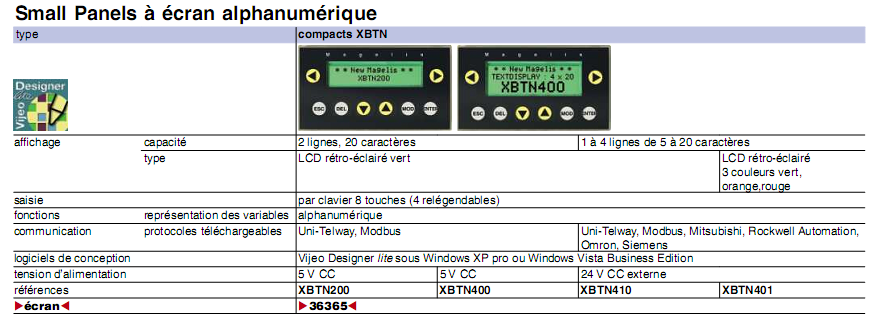 Small Panels à écran alphanumérique
type compacts XBTN
Magelis
* * New Magelis * *
XBTN200
ESC DEL MOD ENTER
Magelis
* * New Magelis * *
TEXTDISPLAY : 4 x 20
XBTN400
ESC DEL MOD ENTER
Vijeo Designer lite
affichage capacité 2 lignes, 20 caractères 1 à 4 lignes de 5 à 20 caractères
type LCD rétro-éclairé vert LCD rétro-éclairé
3 couleurs vert,
orange,rouge
saisie par clavier 8 touches (4 relégendables)
fonctions représentation des variables alphanumérique
communication protocoles téléchargeables Uni-Telway, Modbus Uni-Telway, Modbus, Mitsubishi, Rockwell Automation,
Omron, Siemens
logiciels de conception Vijeo Designer lite sous Windows XP pro ou Windows Vista Business Edition
tension d'alimentation 5 V CC 5 V CC 24 V CC externe
références XBTN200 XBTN400 XBTN410 XBTN401
▶écran◀ ▶36365◀